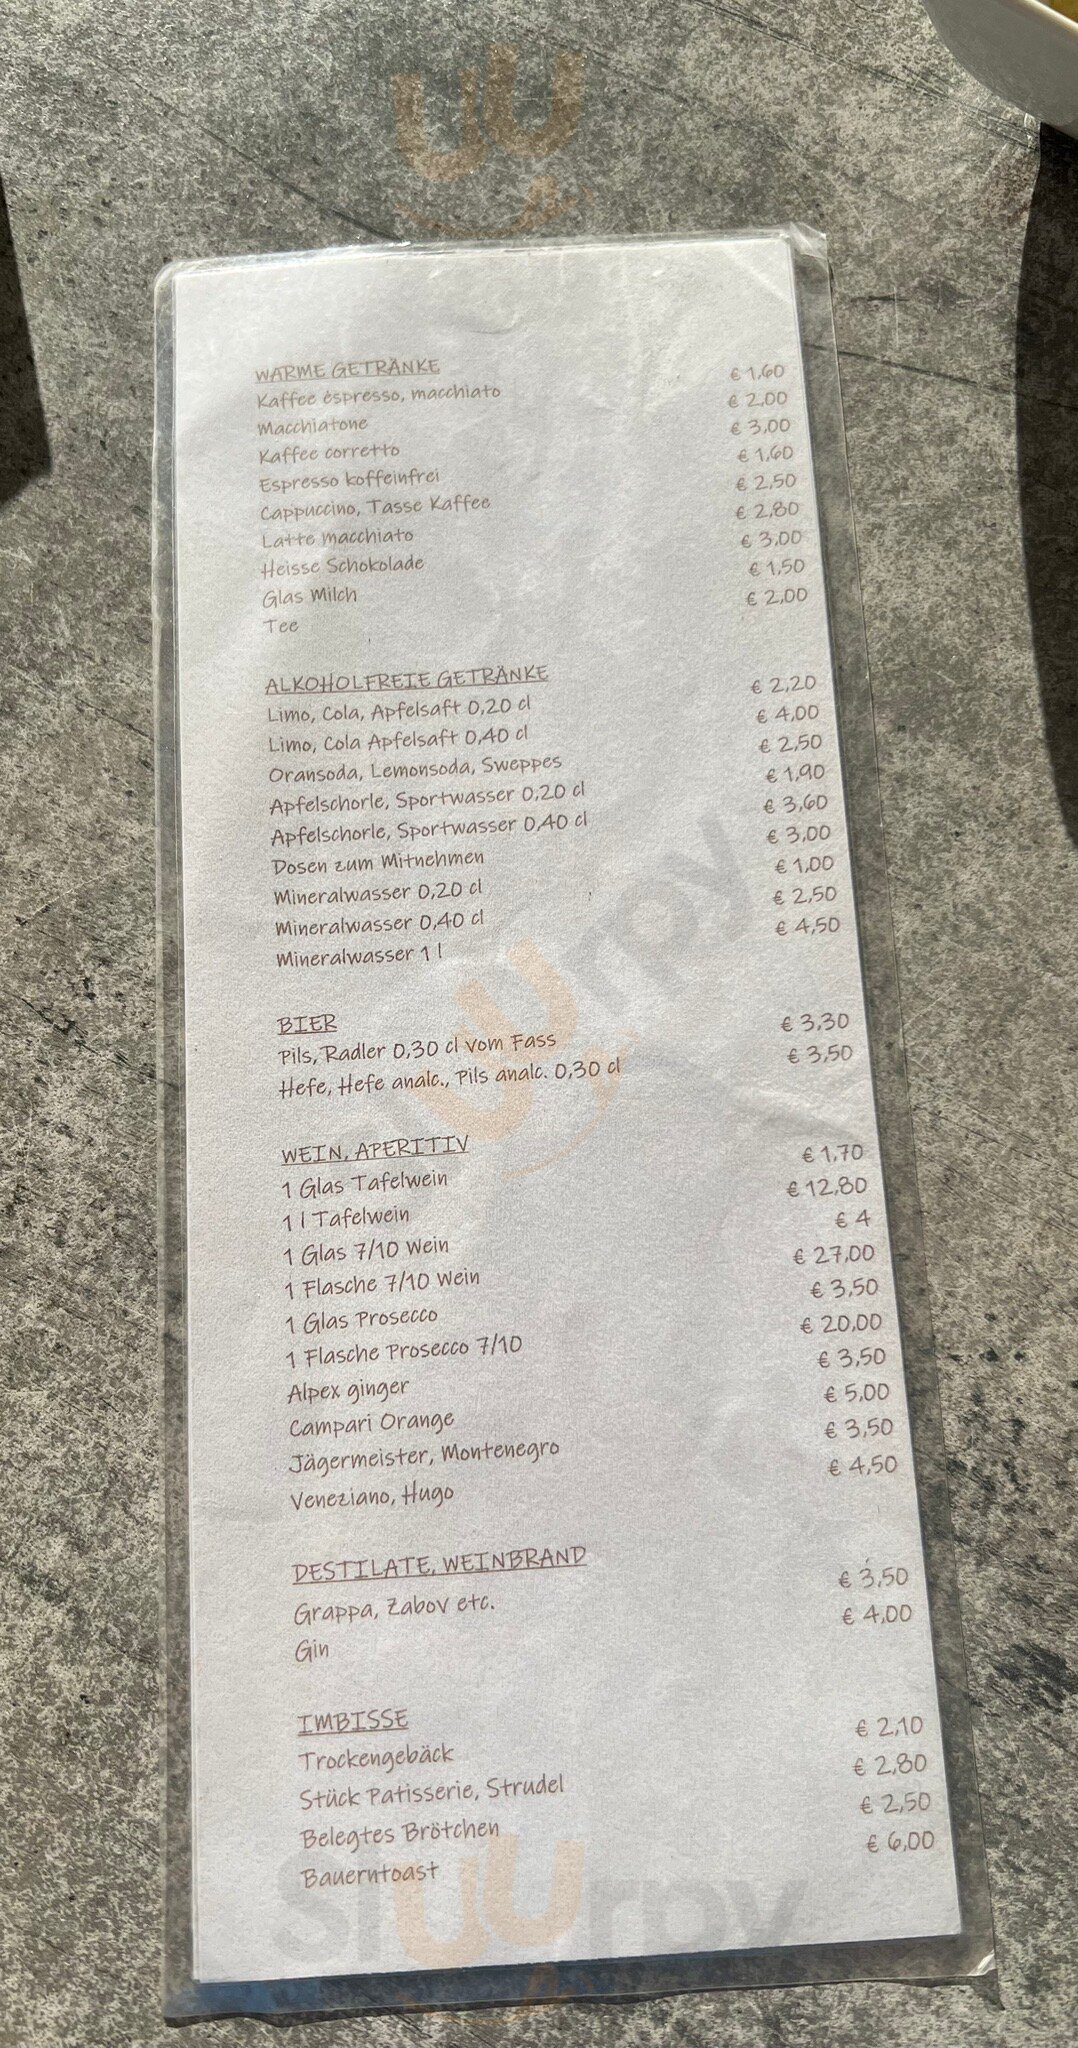 WARME GETRÄNKE
Kaffee espresso, macchiato € 1,60
Macchiatone € 2,00
Kaffee corretto € 3,00
Espresso koffeinfrei € 1,60
Cappuccino, Tasse Kaffee € 2,50
Latte macchiato € 2,80
Heisse Schokolade € 3,00
Glas Milch € 1,50
Tee € 2,00
ALKOHOLFREIE GETRÄNKE
Limo, Cola, Apfelsaft 0,20 cl € 2,20
Limo, Cola Apfelsaft 0,40 cl € 4,00
Oransoda, Lemonsoda, Sweppes € 2,50
Apfelschorle, Sportwasser 0,20 cl € 1,90
Apfelschorle, Sportwasser 0,40 cl € 3,60
Dosen zum Mitnehmen € 3,00
Mineralwasser 0,20 cl € 1,00
Mineralwasser 0,40 cl € 2,50
Mineralwasser 1 l € 4,50
BIER
Pils, Radler 0,30 cl vom Fass € 3,30
Hefe, Hefe analc., Pils analc. 0,30 cl € 3,50
WEIN, APERITIV
1 Glas Tafelwein € 1,70
1 l Tafelwein € 12,80
1 Glas 7/10 Wein € 4
1 Flasche 7/10 Wein € 27,00
1 Glas Prosecco € 3,50
1 Flasche Prosecco 7/10 € 20,00
Alpex ginger € 3,50
Campari Orange € 5,00
Jägermeister, Montenegro € 3,50
Veneziano, Hugo € 4,50
DESTILATE, WEINBRAND
Grappa, Zabov etc. € 3,50
Gin € 4,00
IMBISSE
Trockengebäck € 2,10
Stück Patisserie, Strudel € 2,80
Belegtes Brötchen € 2,50
Bauerntoast € 6,00
Sluurpy